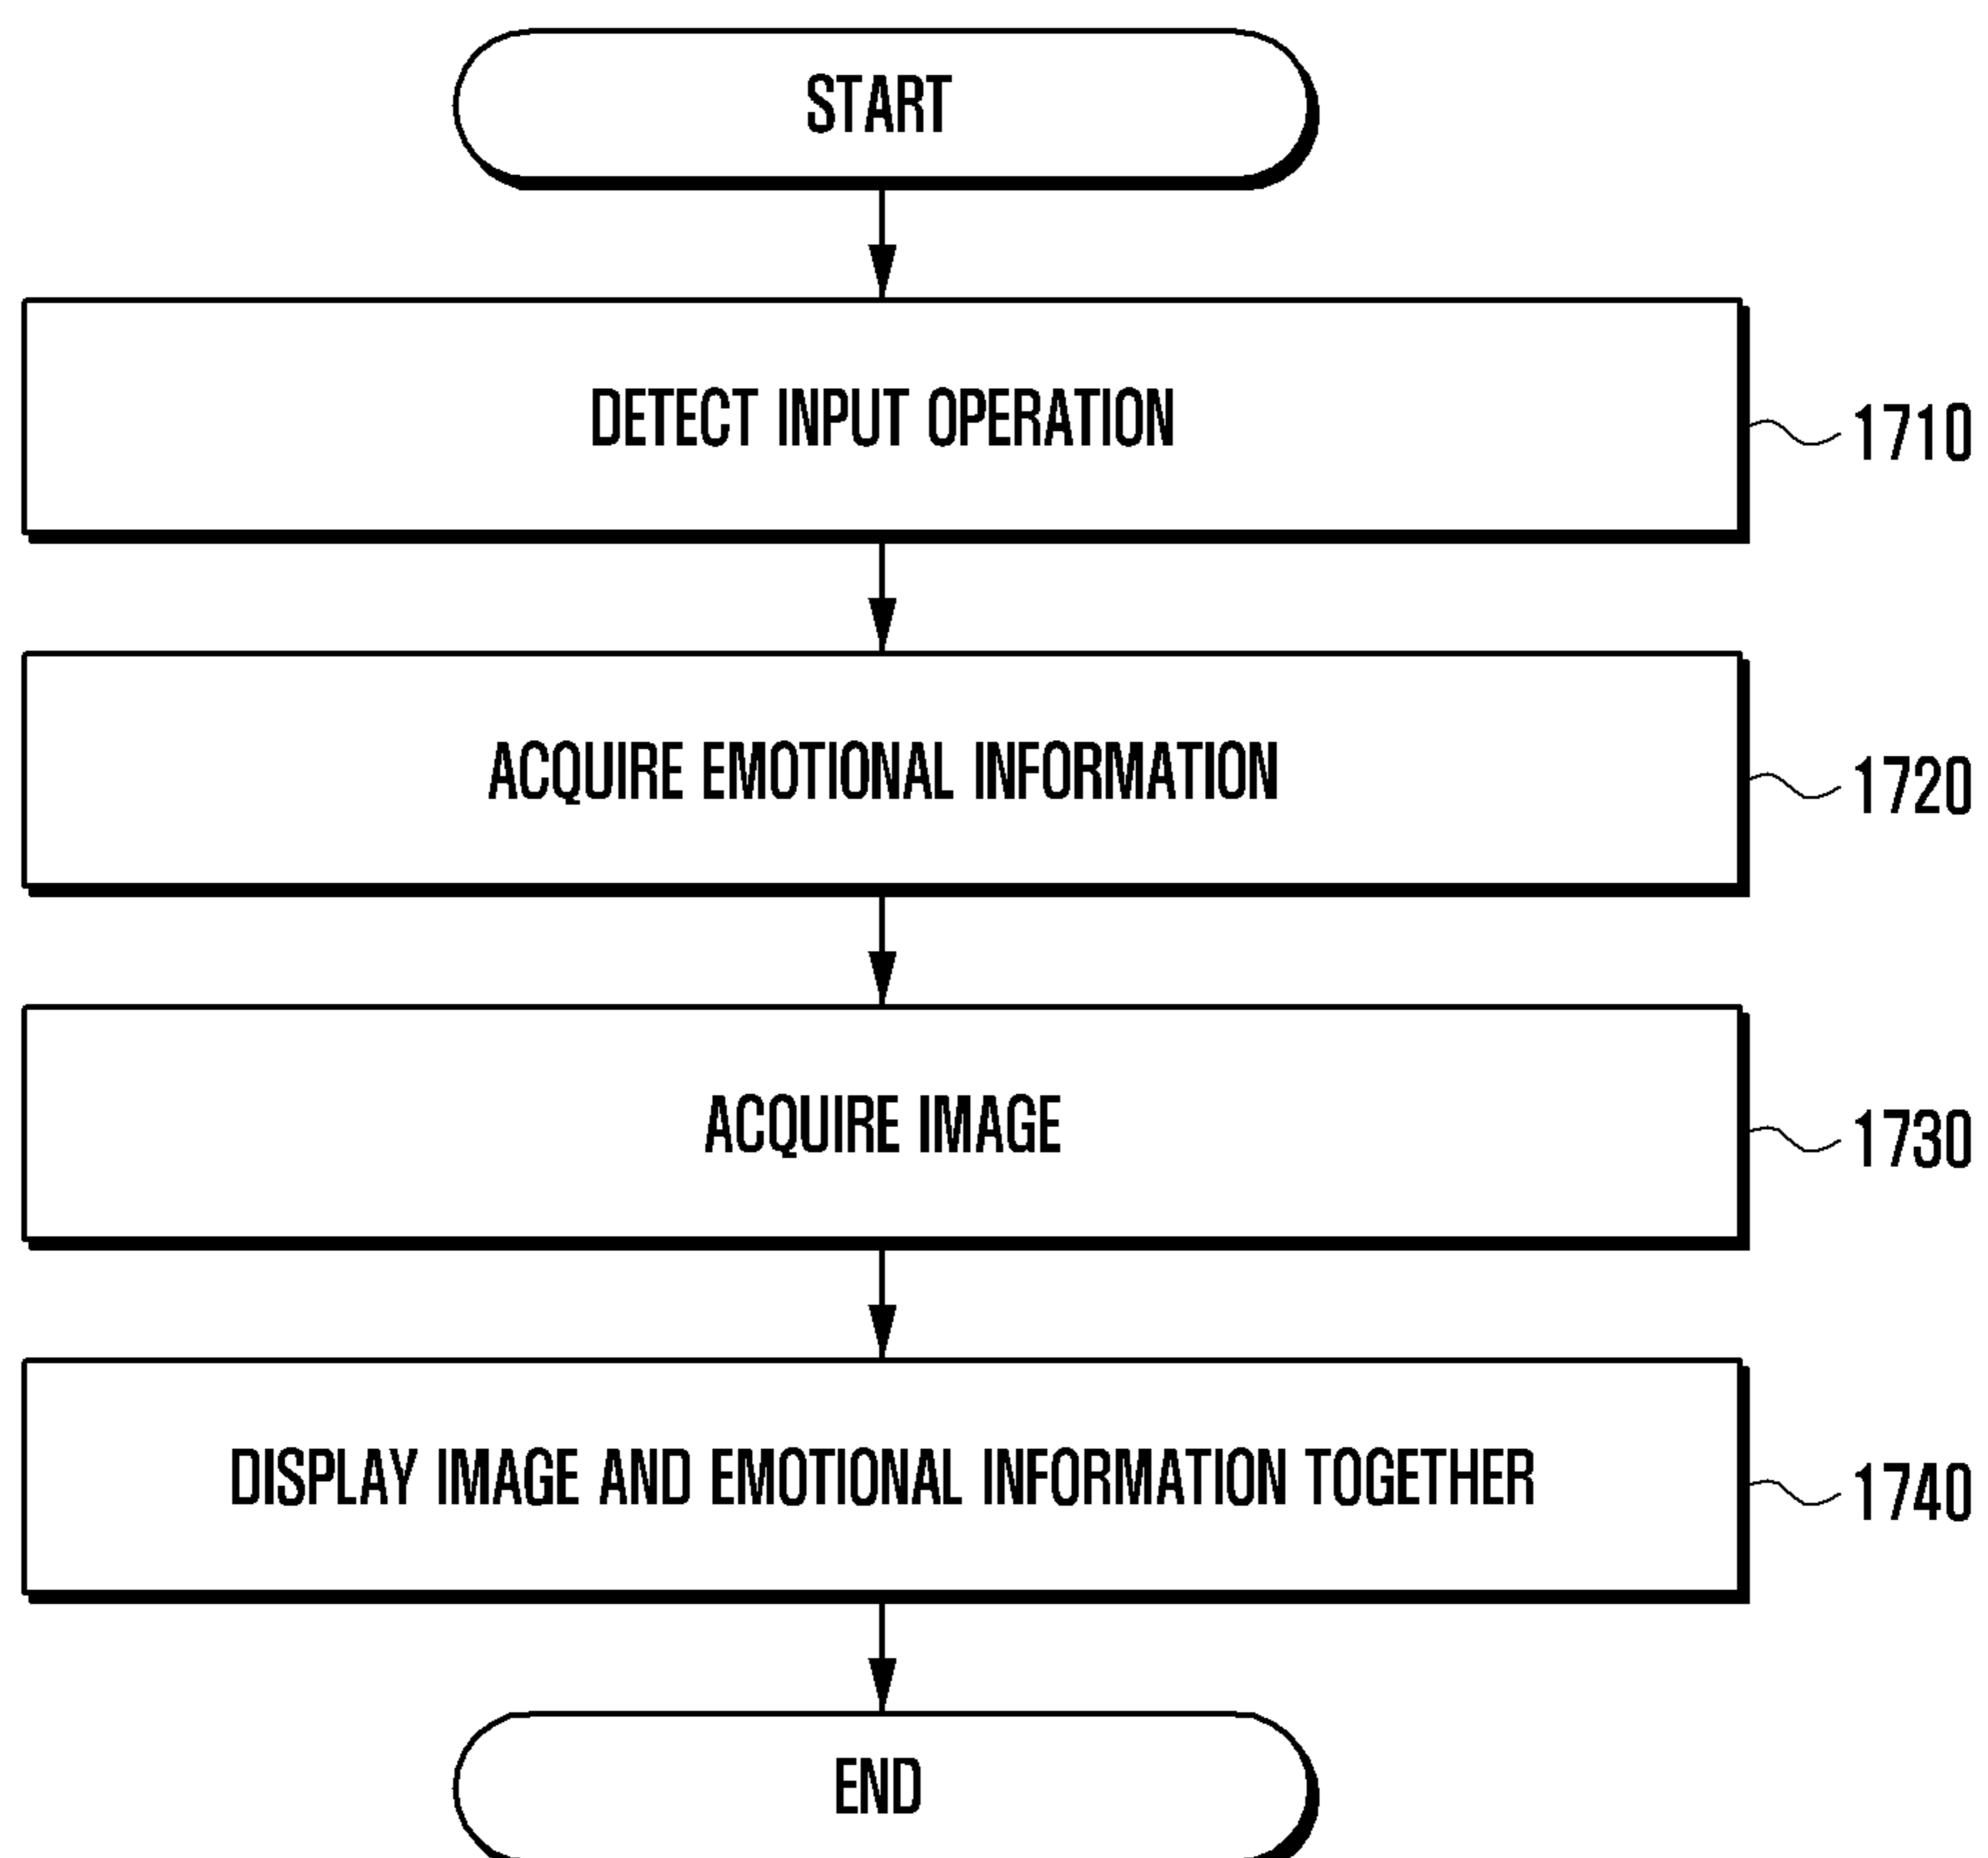 START
DETECT INPUT OPERATION
1710
ACQUIRE EMOTIONAL INFORMATION
1720
ACQUIRE IMAGE
1730
DISPLAY IMAGE AND EMOTIONAL INFORMATION TOGETHER
1740
END